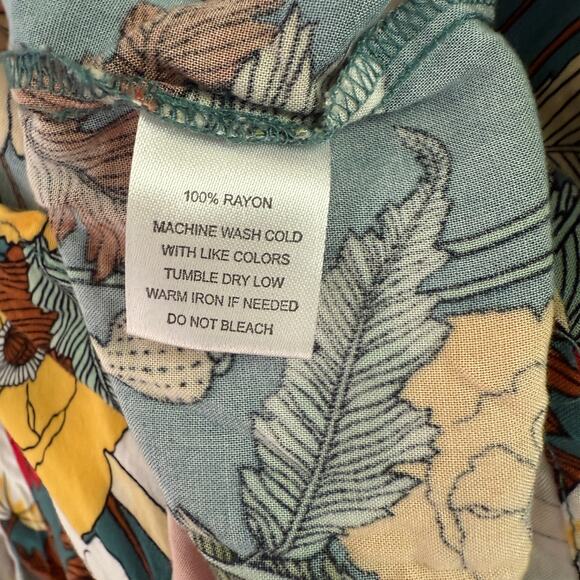 100% RAYON
MACHINE WASH COLD
WITH LIKE COLORS
TUMBLE DRY LOW
WARM IRON IF NEEDED
DO NOT BLEACH